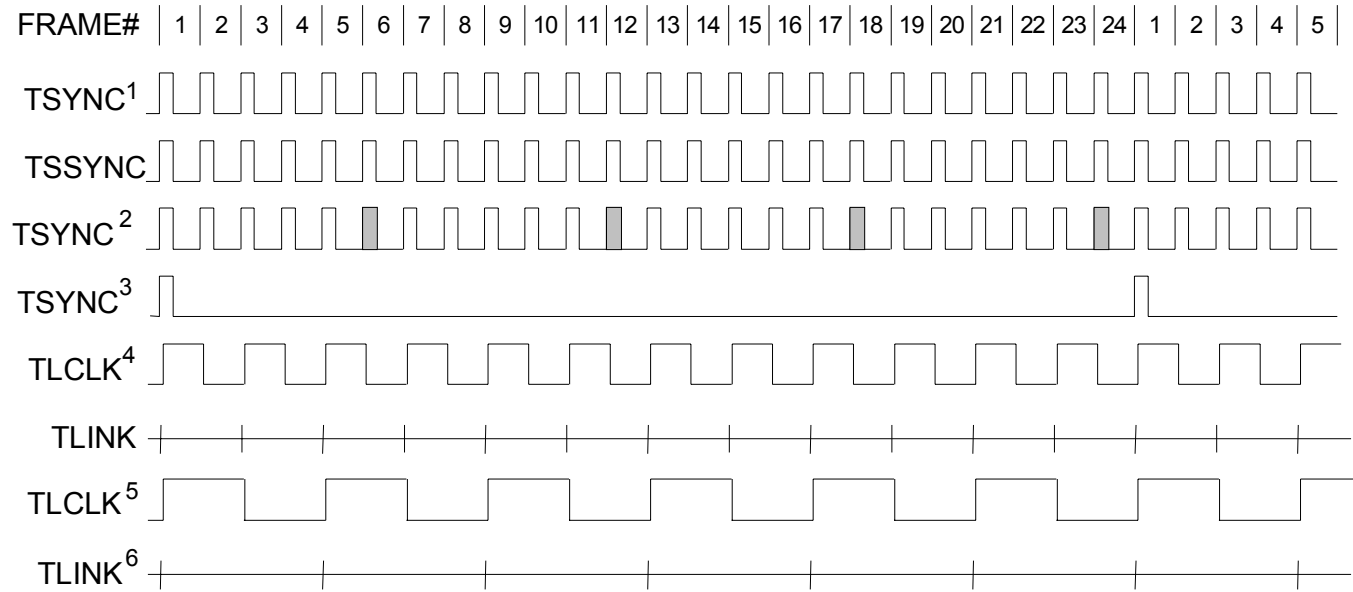 FRAME# 1 2 3 4 5 6 7 8 9 10 11 12 13 14 15 16 17 18 19 20 21 22 23 24 1 2 3 4 5
TSYNC1
TSSYNC
TSYNC2
TSYNC3
TLCLK4
TLINK
TLCLK5
TLINK6